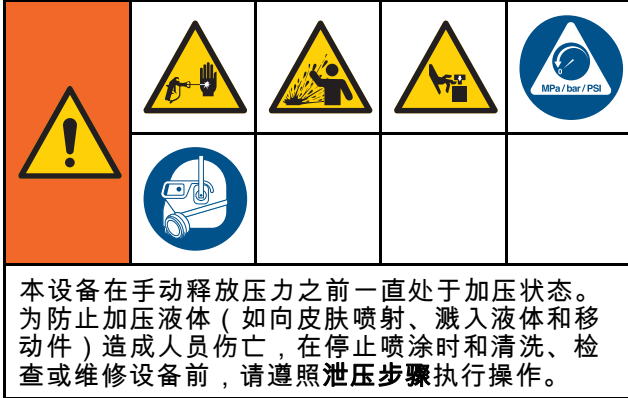 0
MPa/bar/PSI
本设备在手动释放压力之前一直处于加压状态。
为防止加压液体（如向皮肤喷射、溅入液体和移
动件）造成人员伤亡，在停止喷涂时和清洗、检
查或维修设备前，请遵照泄压步骤执行操作。